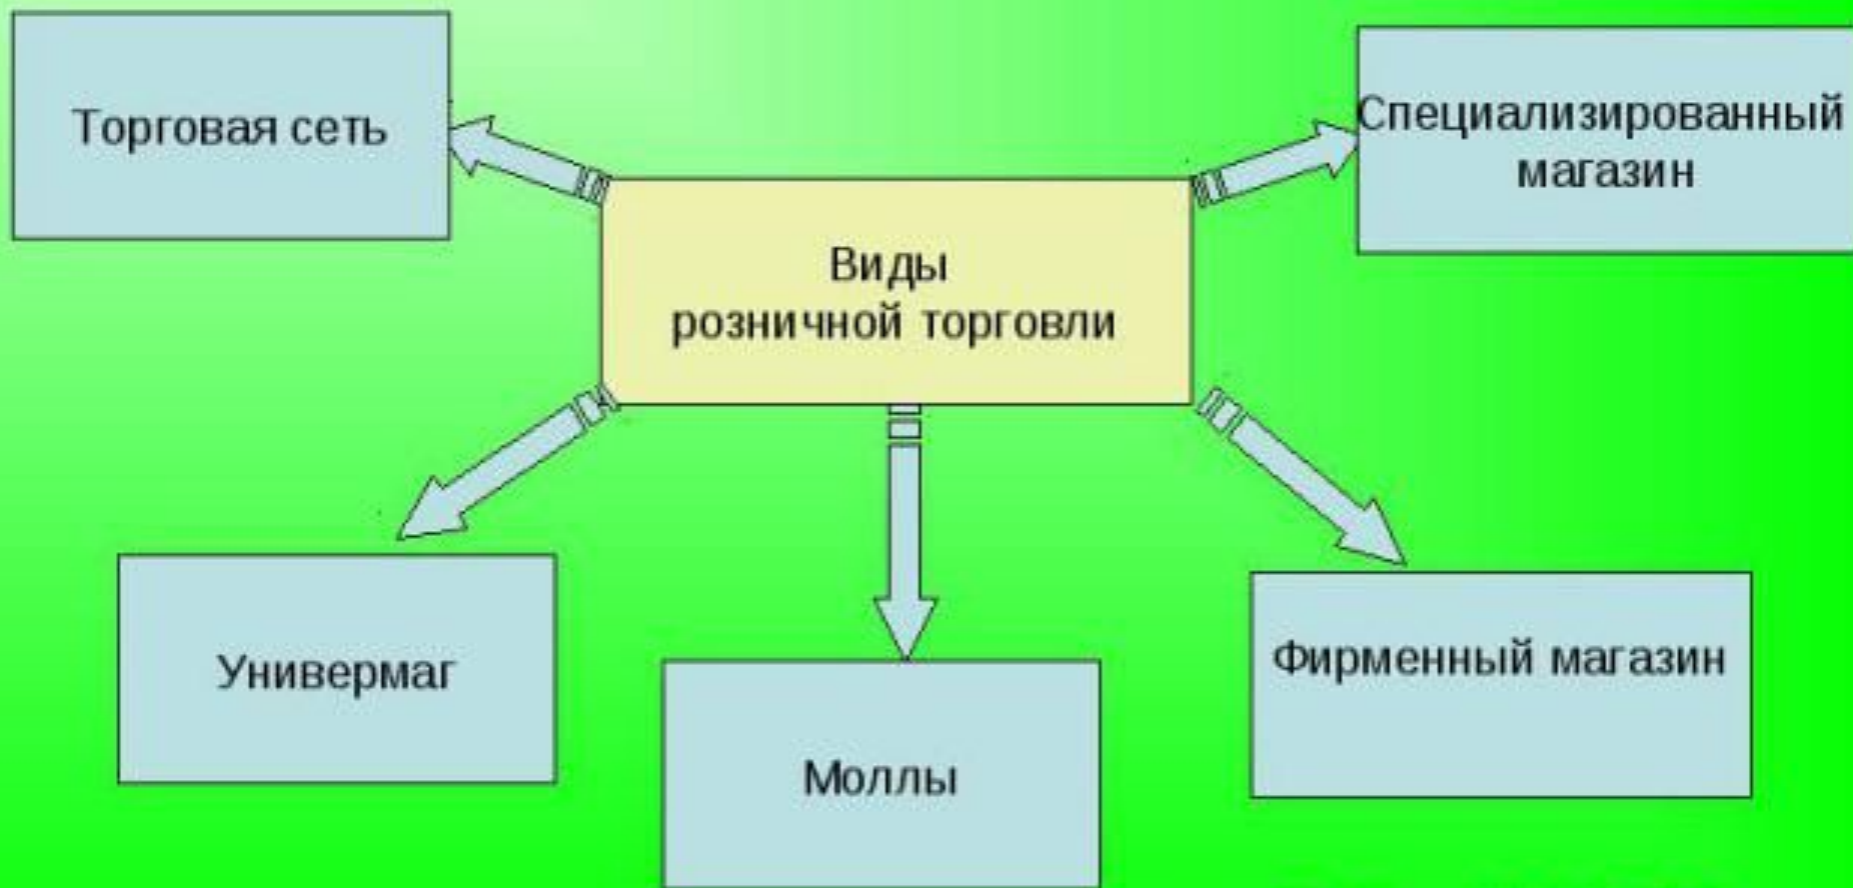 Торговая сеть
Специализированный
магазин
Виды
розничной торговли
Универмаг
Моллы
Фирменный магазин